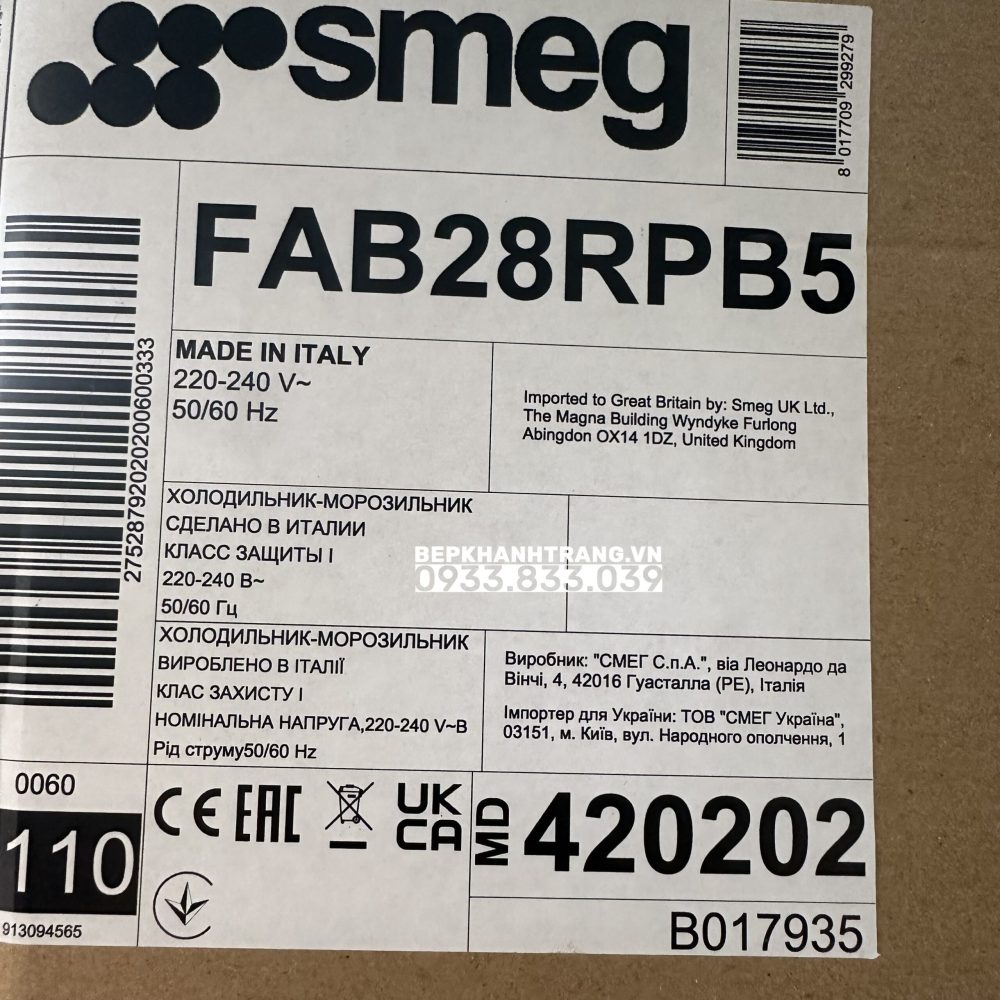 smeg
8 017709 299279
FAB28RPB5
2752879202020060033​3
MADE IN ITALY
220-240 V~
50/60 Hz
Imported to Great Britain by: Smeg UK Ltd.,
The Magna Building Wyndyke Furlong
Abingdon OX14 1DZ, United Kingdom
ХОЛОДИЛЬНИК-МОРОЗИЛЬНИК
СДЕЛАНО В ИТАЛИИ
КЛАСС ЗАЩИТЫ I
220-240 В~
50/60 Гц
BEPKHANHTRANG.VN
0933.833.039
ХОЛОДИЛЬНИК-МОРОЗИЛЬНИК
ВИРОБЛЕНО В ІТАЛІЇ
КЛАС ЗАХИСТУ I
НОМІНАЛЬНА НАПРУГА,220-240 V~В
Рід струму50/60 Hz
Виробник: "СМЕГ С.п.А.", віа Леонардо да
Вінчі, 4, 42016 Гуасталла (РЕ), Італія
Імпортер для України: ТОВ "СМЕГ Україна",
03151, м. Київ, вул. Народного ополчення, 1
0060
110
913094565
CE EAC UK
CA
MD 420202
B017935